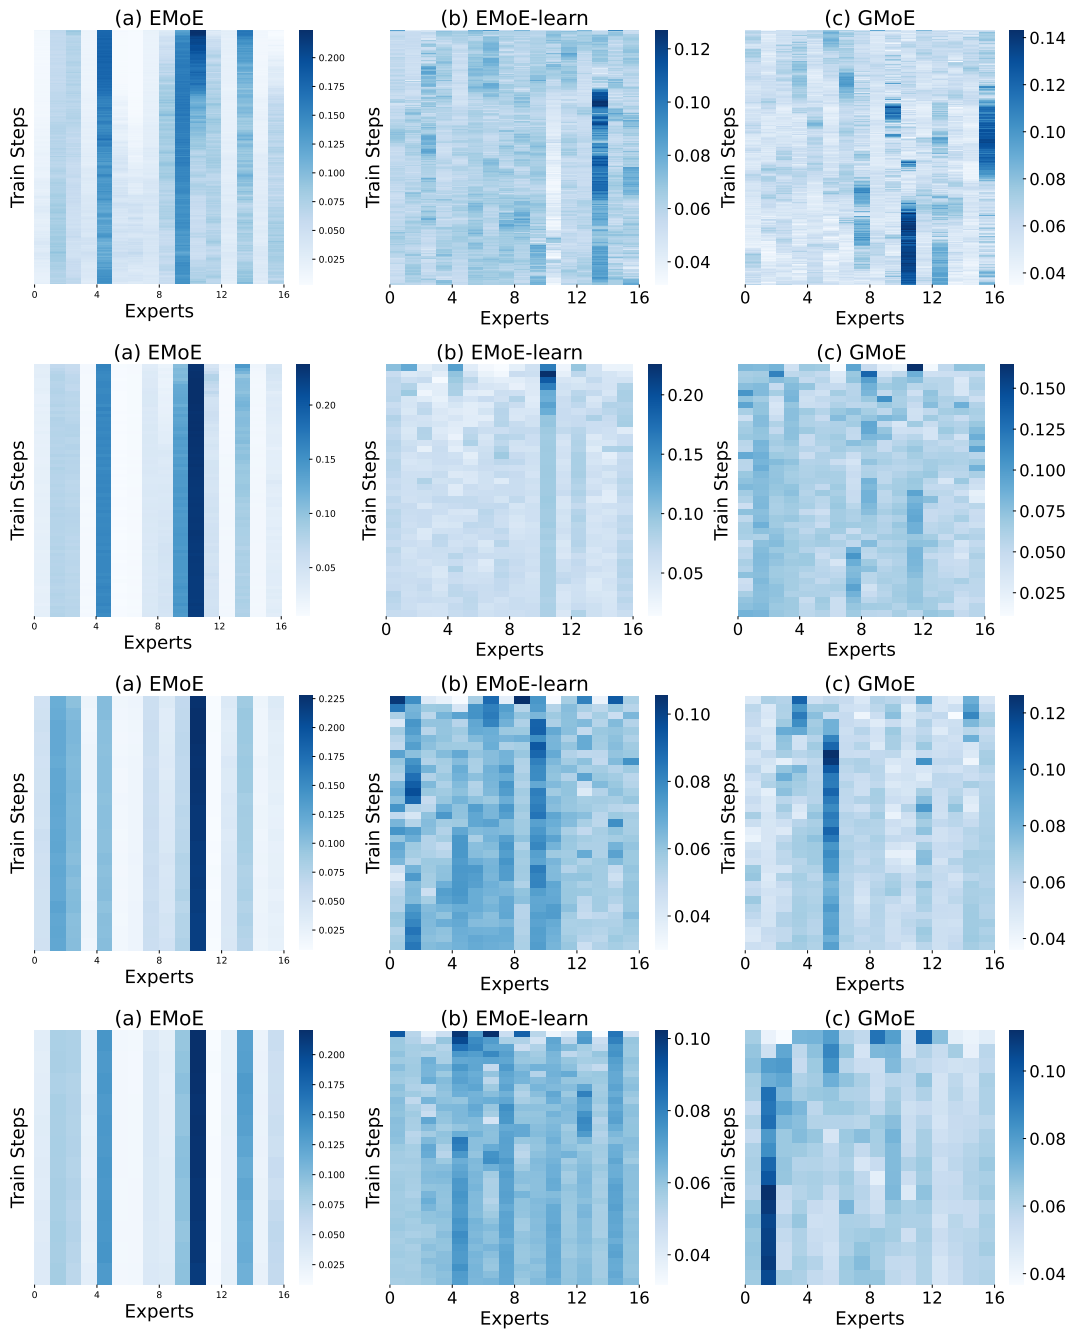 (a) EMoE
(b) EMoE-learn
(c) GMoE
Train Steps
0 4 8 12 16
Experts
0.200
0.175
0.150
0.125
0.100
0.075
0.050
0.025
Train Steps
0 4 8 12 16
Experts
0.12
0.10
0.08
0.06
0.04
Train Steps
0 4 8 12 16
Experts
0.14
0.12
0.10
0.08
0.06
0.04
(a) EMoE
(b) EMoE-learn
(c) GMoE
Train Steps
0 4 8 12 16
Experts
0.20
0.15
0.10
0.05
Train Steps
0 4 8 12 16
Experts
0.20
0.15
0.10
0.05
Train Steps
0 4 8 12 16
Experts
0.150
0.125
0.100
0.075
0.050
0.025
(a) EMoE
(b) EMoE-learn
(c) GMoE
Train Steps
0 4 8 12 16
Experts
0.225
0.200
0.175
0.150
0.125
0.100
0.075
0.050
0.025
Train Steps
0 4 8 12 16
Experts
0.10
0.08
0.06
0.04
Train Steps
0 4 8 12 16
Experts
0.12
0.10
0.08
0.06
0.04
(a) EMoE
(b) EMoE-learn
(c) GMoE
Train Steps
0 4 8 12 16
Experts
0.200
0.175
0.150
0.125
0.100
0.075
0.050
0.025
Train Steps
0 4 8 12 16
Experts
0.10
0.08
0.06
0.04
Train Steps
0 4 8 12 16
Experts
0.10
0.08
0.06
0.04